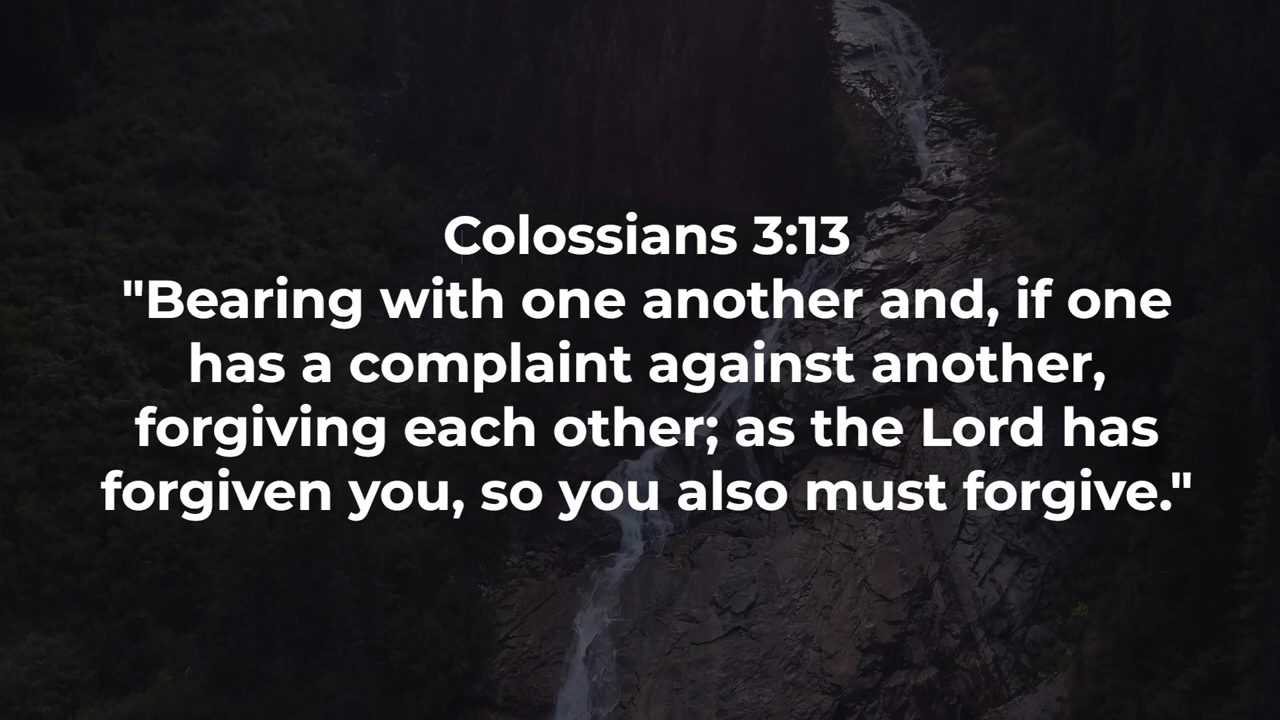 Colossians 3:13
"Bearing with one another and, if one
has a complaint against another,
forgiving each other; as the Lord has
forgiven you, so you also must forgive."